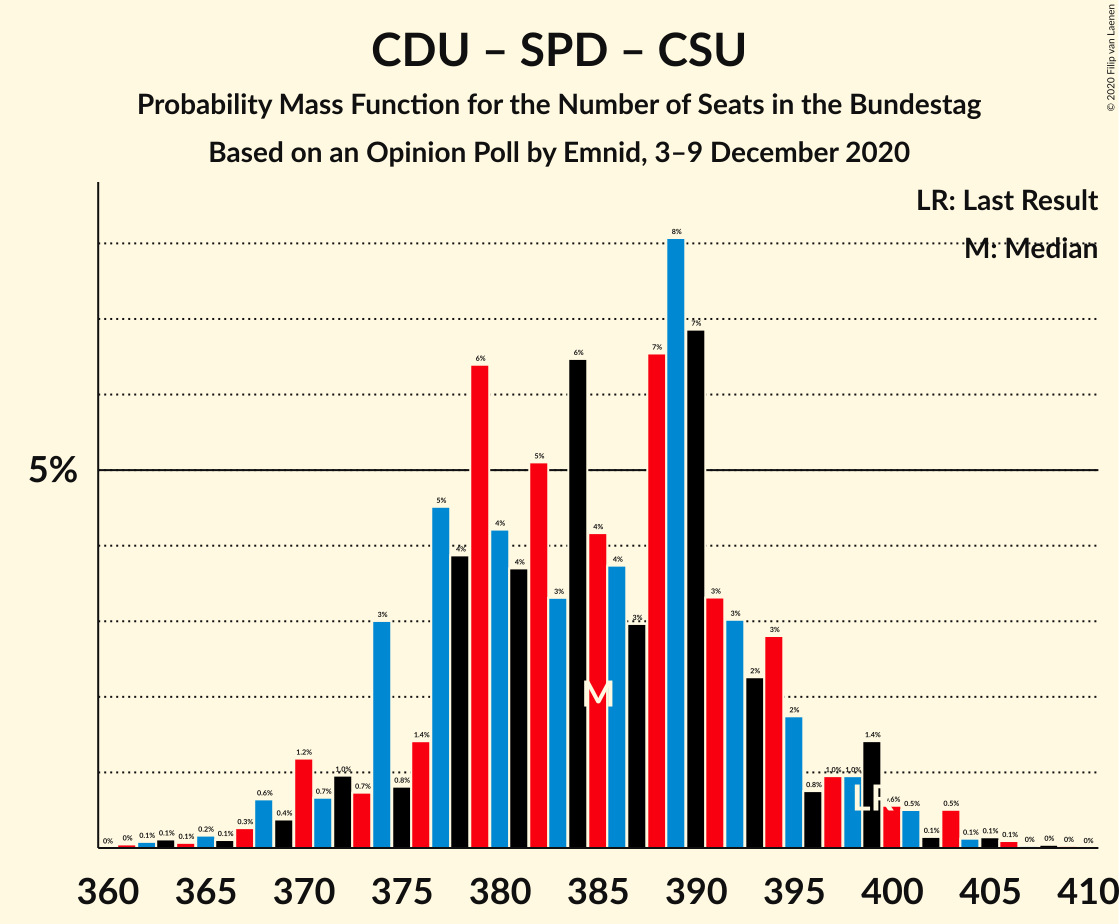 © 2020 Filip van Laenen
CDU – SPD – CSU
Probability Mass Function for the Number of Seats in the Bundestag
Based on an Opinion Poll by Emnid, 3–9 December 2020
LR: Last Result
M: Median
5%
0% 0% 0.1% 0.1% 0.1% 0.2% 0.1% 0.3% 0.6% 0.4% 1.2% 0.7% 1.0% 0.7% 3% 0.8% 1.4% 5% 4% 6% 4% 4% 5% 3% 6% 4% 4% 3% 7% 8% 7% 3% 3% 2% 3% 2% 0.8% 1.0% 1.0% 1.4% 0.6% 0.5% 0.1% 0.5% 0.1% 0.1% 0.1% 0% 0% 0% 0%
M
LR
360 365 370 375 380 385 390 395 400 405 410